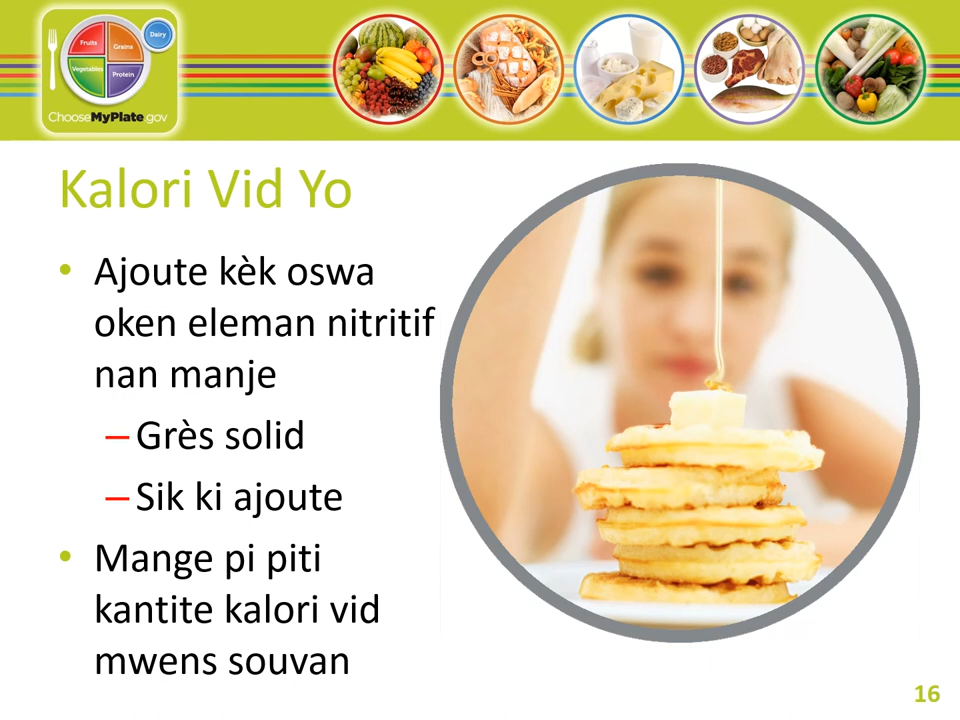 Fruits
Grains
Dairy
Vegetables
Protein
ChooseMyPlate.gov
Kalori Vid Yo
• Ajoute kèk oswa
oken eleman nitritif
nan manje
– Grès solid
– Sik ki ajoute
• Mange pi piti
kantite kalori vid
mwens souvan
16